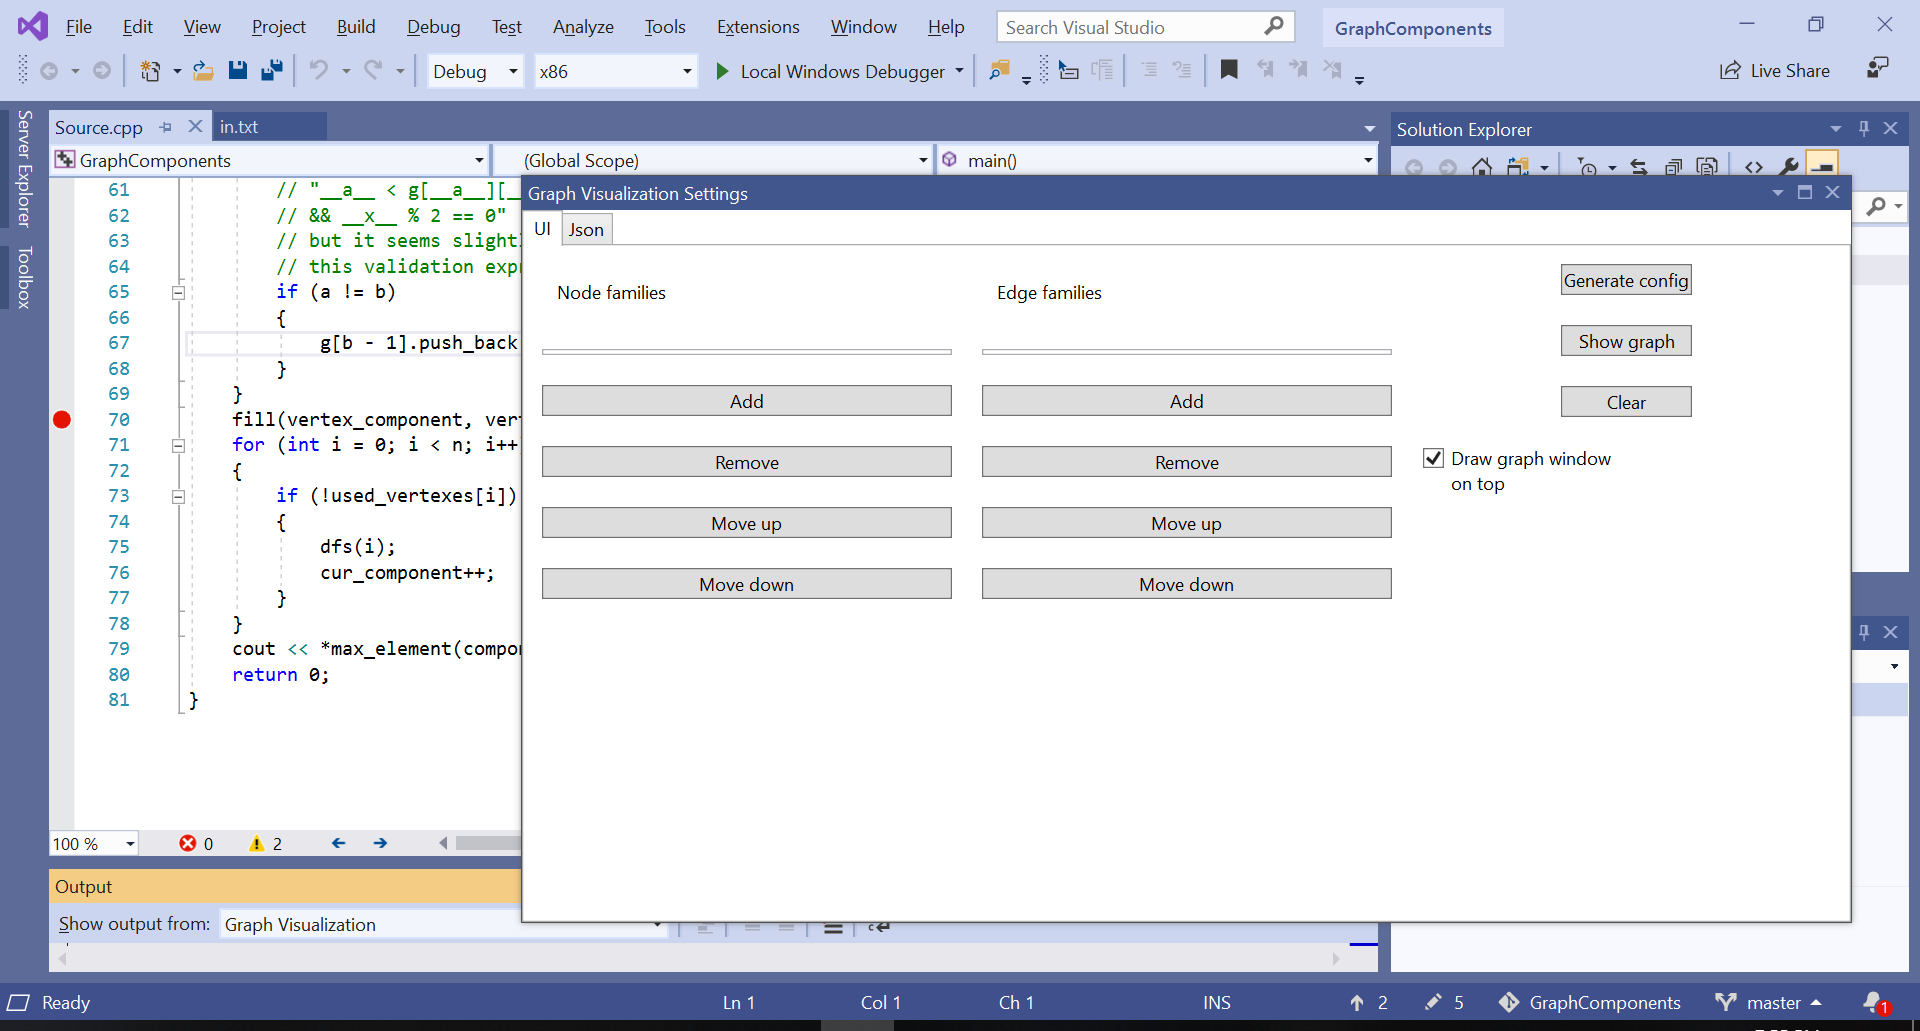 File Edit View Project Build Debug Test Analyze Tools Extensions Window Help Search Visual Studio GraphComponents
Debug x86 Local Windows Debugger Live Share
Server Explorer
Toolbox
Source.cpp in.txt
GraphComponents (Global Scope) main()
61 // "__a__ < g[__a__][_
62 // && __x__ % 2 == 0"
63 // but it seems slight
64 // this validation exp
65 if (a != b)
66 {
67 g[b - 1].push_back
68 }
69 }
70 fill(vertex_component, ver
71 for (int i = 0; i < n; i++
72 {
73 if (!used_vertexes[i])
74 {
75 dfs(i);
76 cur_component++;
77 }
78 }
79 cout << *max_element(compo
80 return 0;
81 }
100 % 0 2
Output
Show output from: Graph Visualization
Solution Explorer
Graph Visualization Settings
UI Json
Node families Edge families Generate config
Show graph
Add Add Clear
Remove Remove Draw graph window
on top
Move up Move up
Move down Move down
Ready Ln 1 Col 1 Ch 1 INS 2 5 GraphComponents master 1